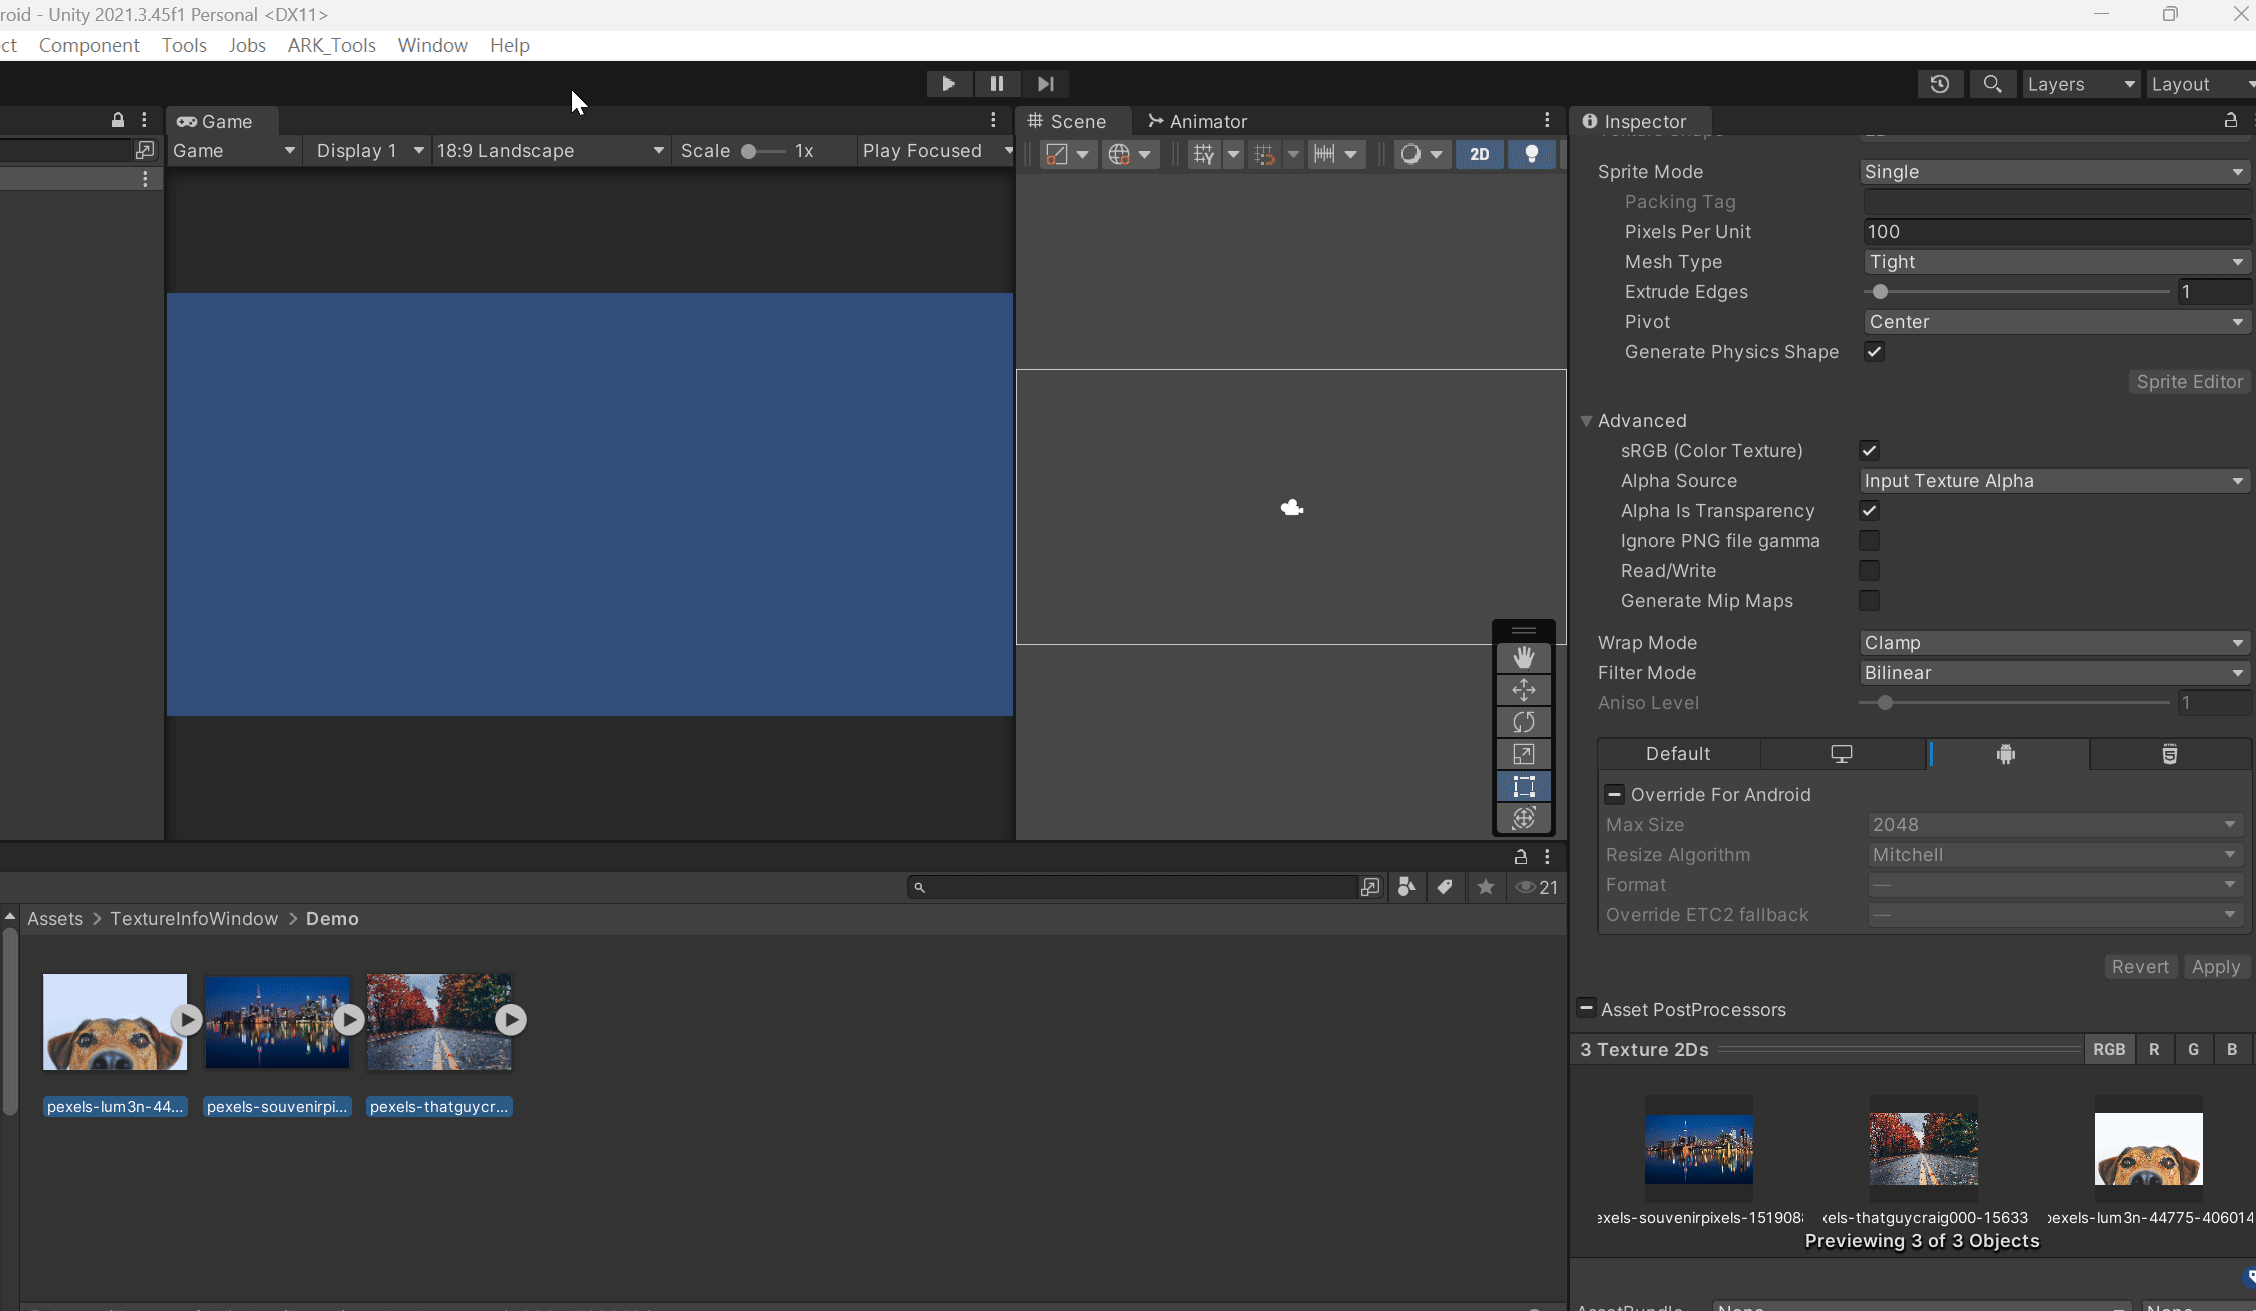 roid - Unity 2021.3.45f1 Personal <DX11>
ct Component Tools Jobs ARK_Tools Window Help
Layers Layout
Game
Scene Animator
Inspector
Game Display 1 18:9 Landscape Scale 1x Play Focused
2D
Sprite Mode Single
Packing Tag
Pixels Per Unit 100
Mesh Type Tight
Extrude Edges 1
Pivot Center
Generate Physics Shape
Sprite Editor
Advanced
sRGB (Color Texture)
Alpha Source Input Texture Alpha
Alpha Is Transparency
Ignore PNG file gamma
Read/Write
Generate Mip Maps
Wrap Mode Clamp
Filter Mode Bilinear
Aniso Level 1
Default
Override For Android
Max Size 2048
Resize Algorithm Mitchell
Format —
Override ETC2 fallback —
Revert Apply
Asset PostProcessors
3 Texture 2Ds RGB R G B
exels-souvenirpixels-151908 xels-thatguycraig000-15633 pexels-lum3n-44775-406014
Previewing 3 of 3 Objects
21
Assets > TextureInfoWindow > Demo
pexels-lum3n-44... pexels-souvenirpi... pexels-thatguycr...